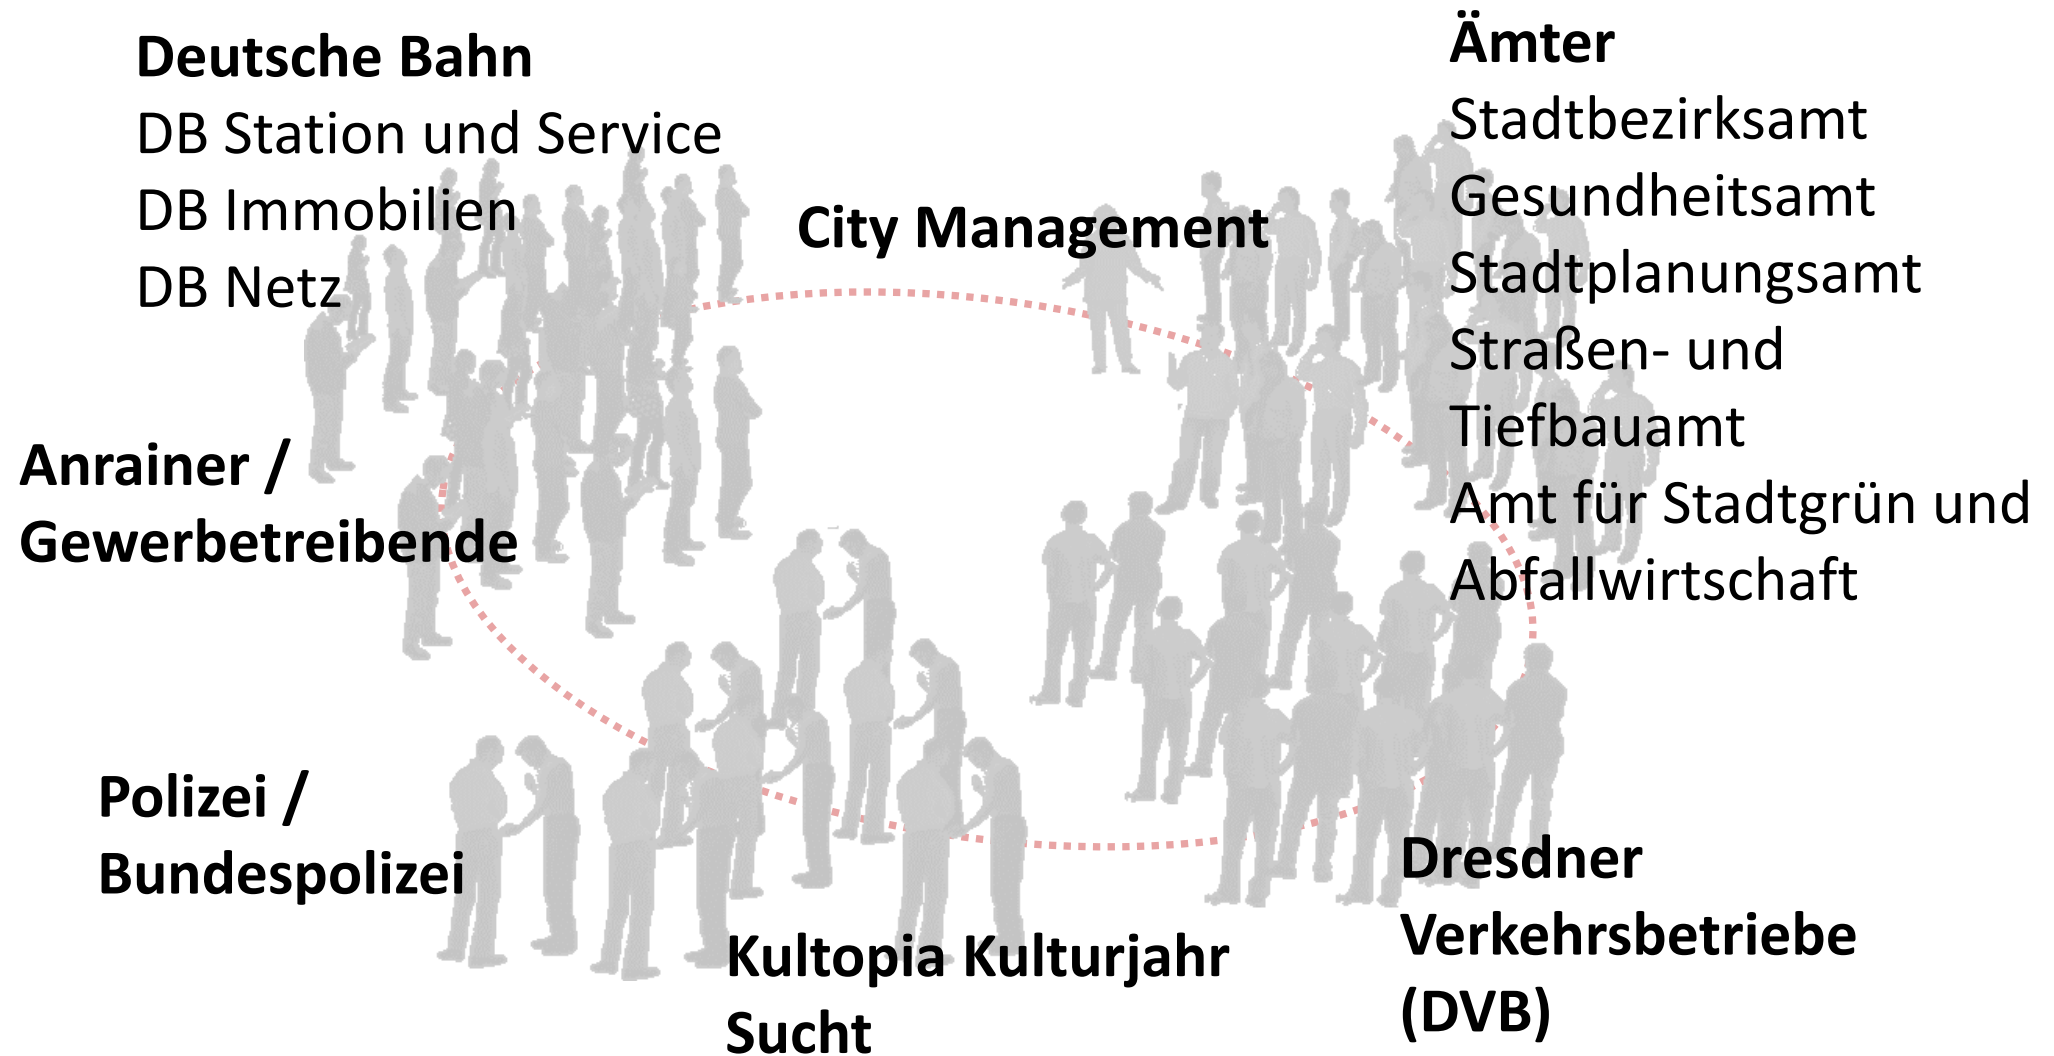 Deutsche Bahn
DB Station und Service
DB Immobilien
DB Netz
City Management
Ämter
Stadtbezirksamt
Gesundheitsamt
Stadtplanungsamt
Straßen- und
Tiefbauamt
Amt für Stadtgrün und
Abfallwirtschaft
Anrainer /
Gewerbetreibende
Polizei /
Bundespolizei
Kultopia Kulturjahr
Sucht
Dresdner
Verkehrsbetriebe
(DVB)